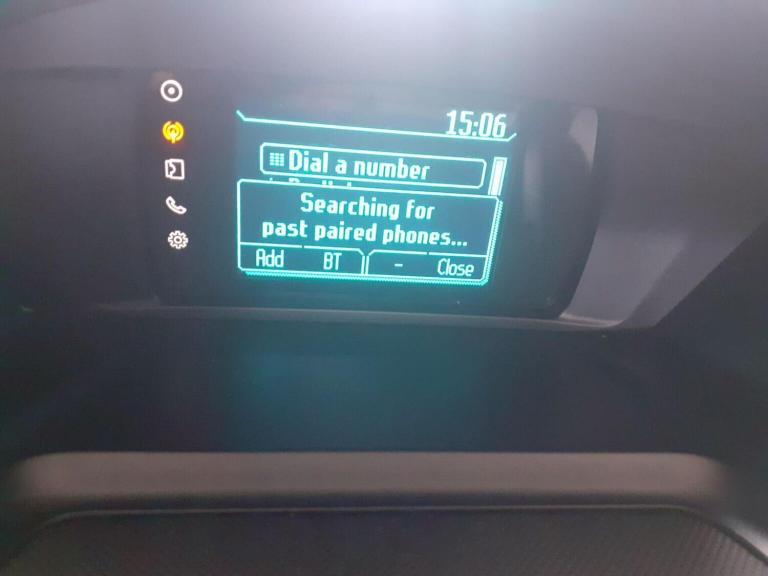 15:06
Dial a number
Searching for
past paired phones...
Add BT - Close